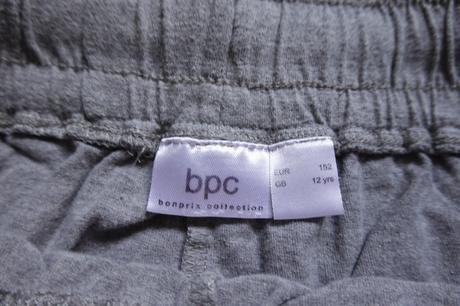 bpc
bonprix collection
EUR 152
GB 12 yrs